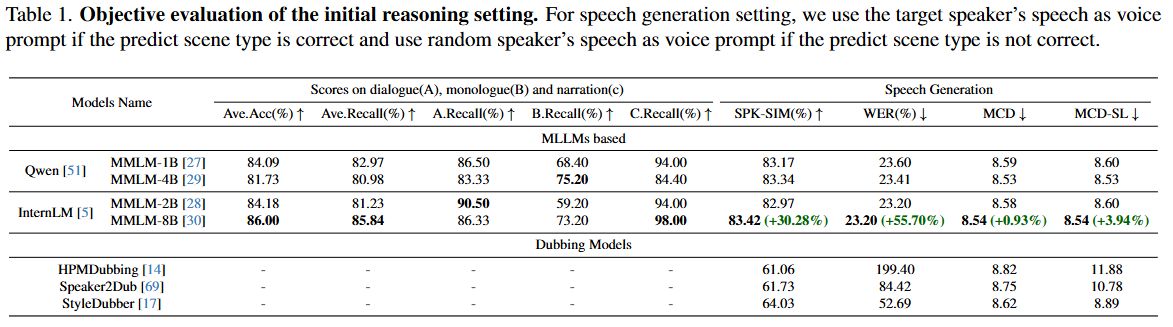 Table 1. Objective evaluation of the initial reasoning setting. For speech generation setting, we use the target speaker's speech as voice
prompt if the predict scene type is correct and use random speaker's speech as voice prompt if the predict scene type is not correct.
Models Name Scores on dialogue(A), monologue(B) and narration(c) Speech Generation
Ave.Acc(%) ↑ Ave.Recall(%) ↑ A.Recall(%) ↑ B.Recall(%) ↑ C.Recall(%) ↑ SPK-SIM(%) ↑ WER(%) ↓ MCD ↓ MCD-SL ↓
MLLMs based
Qwen [51] MMLM-1B [27] 84.09 82.97 86.50 68.40 94.00 83.17 23.60 8.59 8.60
MMLM-4B [29] 81.73 80.98 83.33 75.20 84.40 83.34 23.41 8.53 8.53
InternLM [5] MMLM-2B [28] 84.18 81.23 90.50 59.20 94.00 82.97 23.20 8.58 8.60
MMLM-8B [30] 86.00 85.84 86.33 73.20 98.00 83.42 (+30.28%) 23.20 (+55.70%) 8.54 (+0.93%) 8.54 (+3.94%)
Dubbing Models
HPMDubbing [14] - - - - - 61.06 199.40 8.82 11.88
Speaker2Dub [69] - - - - - 61.73 84.42 8.75 10.78
StyleDubber [17] - - - - - 64.03 52.69 8.62 8.89